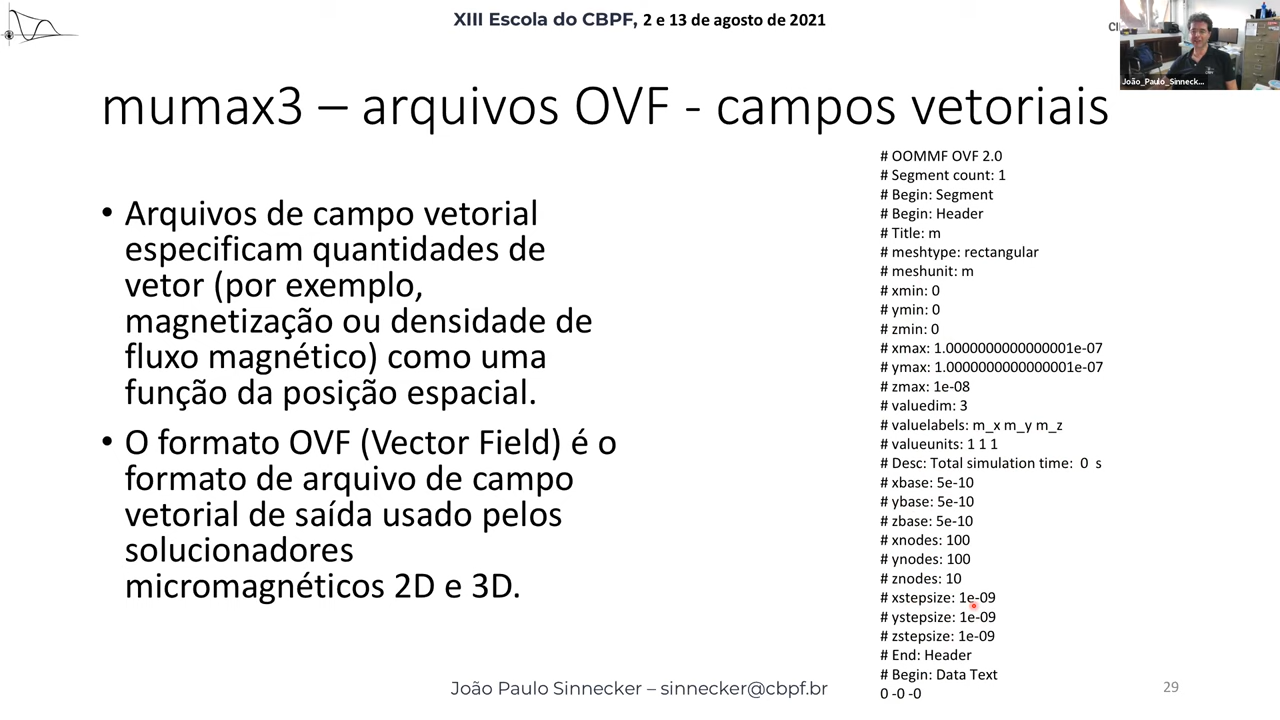 XIII Escola do CBPF, 2 e 13 de agosto de 2021
João_Paulo_Sinneck...
mumax3 – arquivos OVF - campos vetoriais
• Arquivos de campo vetorial
especificam quantidades de
vetor (por exemplo,
magnetização ou densidade de
fluxo magnético) como uma
função da posição espacial.
• O formato OVF (Vector Field) é o
formato de arquivo de campo
vetorial de saída usado pelos
solucionadores
micromagnéticos 2D e 3D.
# OOMMF OVF 2.0
# Segment count: 1
# Begin: Segment
# Begin: Header
# Title: m
# meshtype: rectangular
# meshunit: m
# xmin: 0
# ymin: 0
# zmin: 0
# xmax: 1.0000000000000001e-07
# ymax: 1.0000000000000001e-07
# zmax: 1e-08
# valuedim: 3
# valuelabels: m_x m_y m_z
# valueunits: 1 1 1
# Desc: Total simulation time:  0  s
# xbase: 5e-10
# ybase: 5e-10
# zbase: 5e-10
# xnodes: 100
# ynodes: 100
# znodes: 10
# xstepsize: 1e-09
# ystepsize: 1e-09
# zstepsize: 1e-09
# End: Header
# Begin: Data Text
0 -0 -0
João Paulo Sinnecker – sinnecker@cbpf.br
29